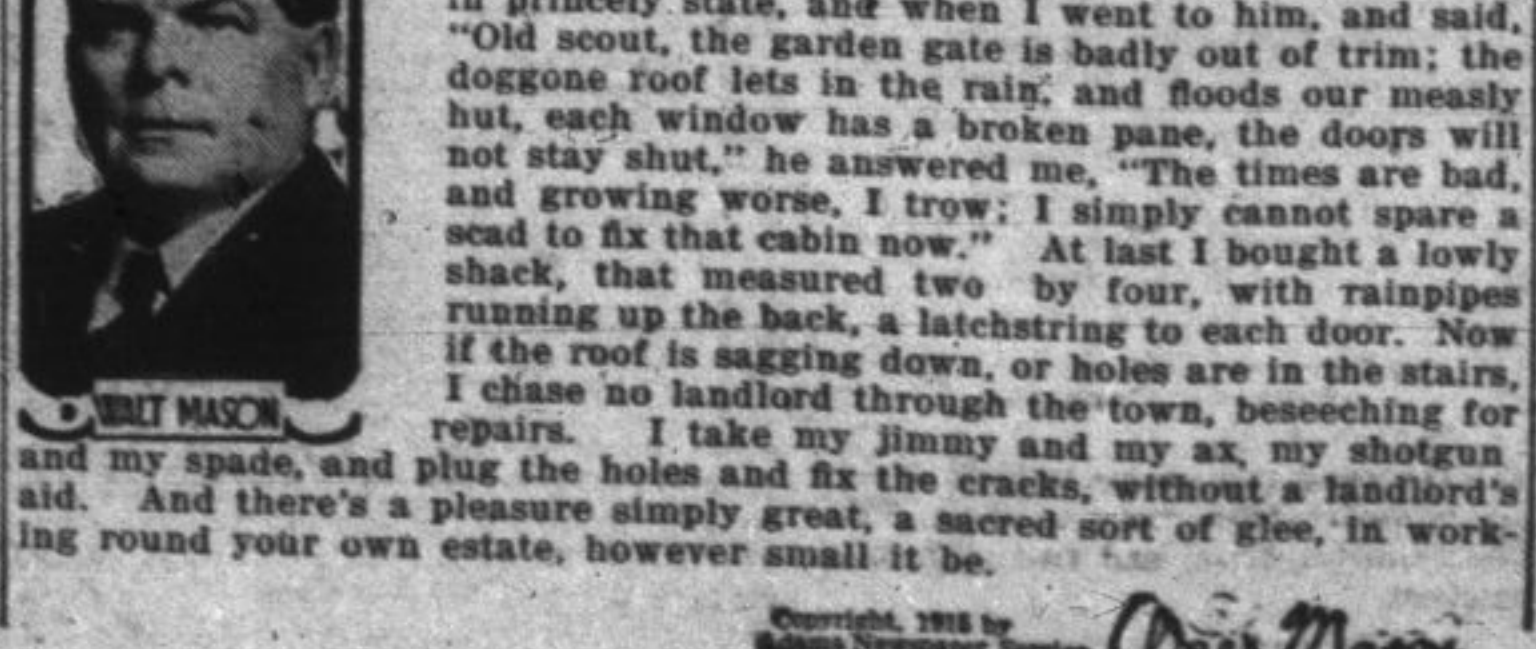 in princely state, and when I went to him, and said,
"Old scout, the garden gate is badly out of trim; the
doggone roof lets in the rain, and floods our measly
hut, each window has a broken pane, the doors will
not stay shut," he answered me, "The times are bad,
and growing worse, I trow; I simply cannot spare a
scad to fix that cabin now." At last I bought a lowly
shack, that measured two by four, with rainpipes
running up the back, a latchstring to each door. Now
if the roof is sagging down, or holes are in the stairs,
I chase no landlord through the town, beseeching for
repairs. I take my jimmy and my ax, my shotgun
and my spade, and plug the holes and fix the cracks, without a landlord's
aid. And there's a pleasure simply great, a sacred sort of glee, in work-
ing round your own estate, however small it be.
WALT MASON
Copyright, 1915 by
Newspaper Service
Walt Mason